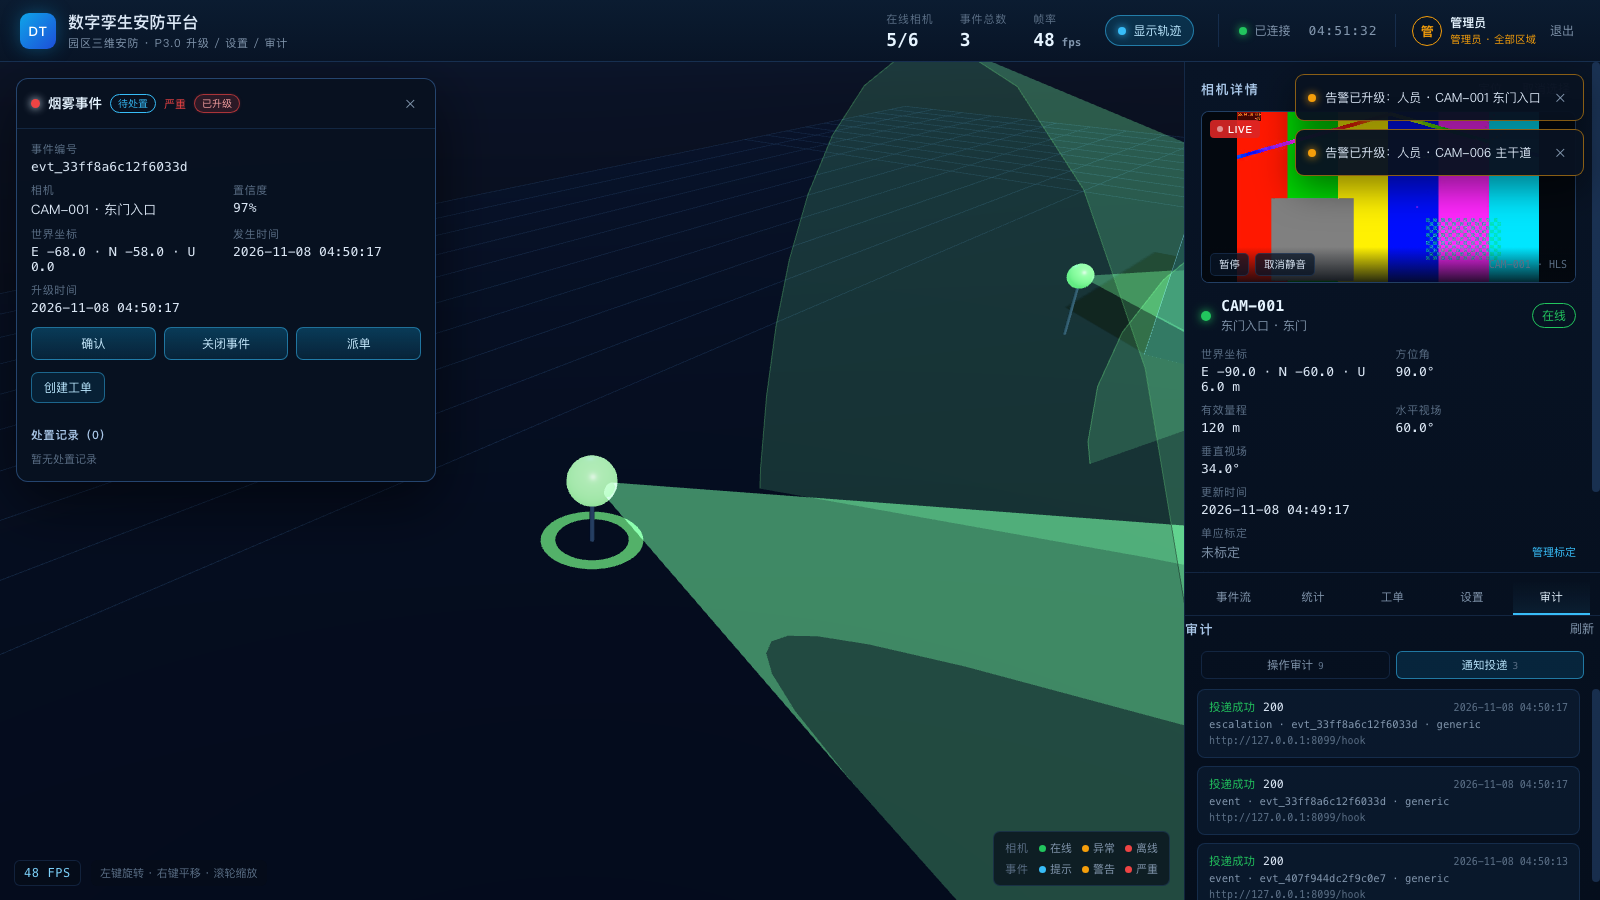 DT
数字孪生安防平台
园区三维安防 · P3.0 升级 / 设置 / 审计
在线相机
5/6
事件总数
3
帧率
48 fps
显示轨迹
已连接
04:51:32
管
管理员
管理员 · 全部区域
退出
烟雾事件
待处置
严重
已升级
×
事件编号
evt_33ff8a6c12f6033d
相机
CAM-001 · 东门入口
置信度
97%
世界坐标
E -68.0 · N -58.0 · U
0.0
发生时间
2026-11-08 04:50:17
升级时间
2026-11-08 04:50:17
确认
关闭事件
派单
创建工单
处置记录 (0)
暂无处置记录
48 FPS
左键旋转 · 右键平移 · 滚轮缩放
相机
在线
异常
离线
事件
提示
警告
严重
相机详情
告警已升级：人员 · CAM-001 东门入口
×
告警已升级：人员 · CAM-006 主干道
×
LIVE
暂停
取消静音
· HLS
CAM-001
东门入口 · 东门
在线
世界坐标
E -90.0 · N -60.0 · U
6.0 m
方位角
90.0°
有效量程
120 m
水平视场
60.0°
垂直视场
34.0°
更新时间
2026-11-08 04:49:17
单应标定
未标定
管理标定
事件流
统计
工单
设置
审计
审计
刷新
操作审计 9
通知投递 3
投递成功 200
2026-11-08 04:50:17
escalation · evt_33ff8a6c12f6033d · generic
http://127.0.0.1:8099/hook
投递成功 200
2026-11-08 04:50:17
event · evt_33ff8a6c12f6033d · generic
http://127.0.0.1:8099/hook
投递成功 200
2026-11-08 04:50:13
event · evt_407f944dc2f9c0e7 · generic
http://127.0.0.1:8099/hook